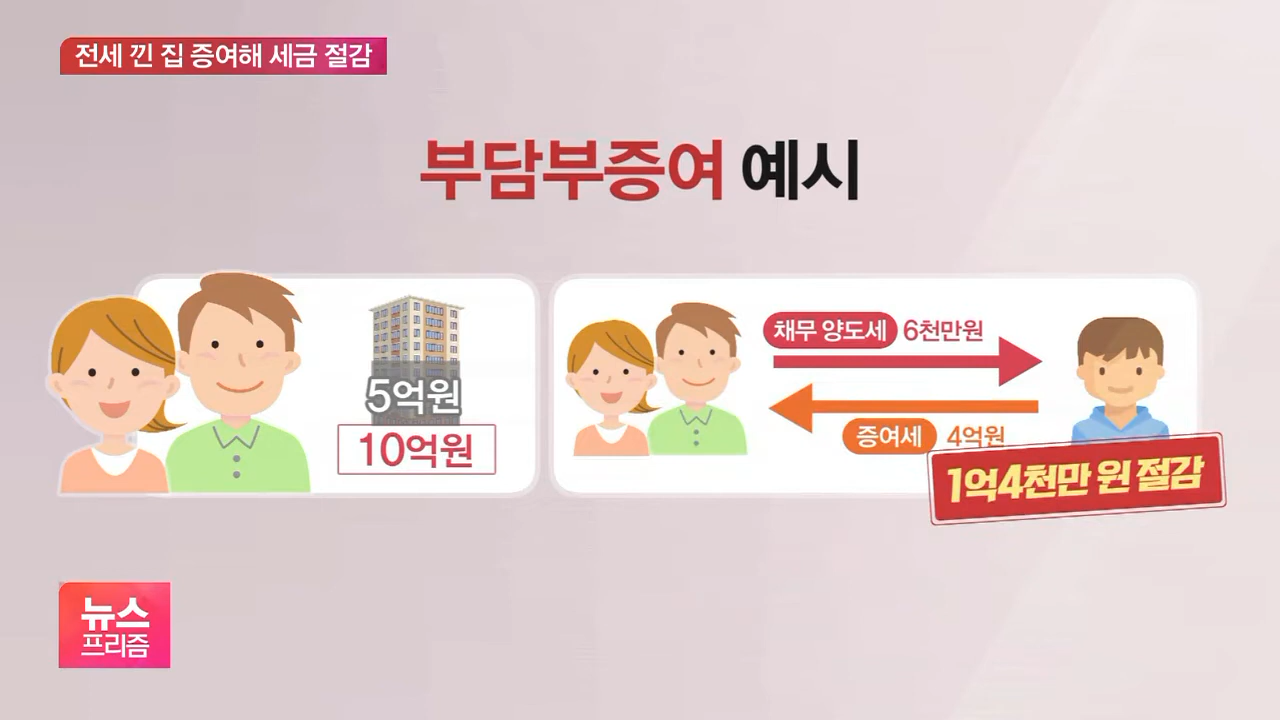 전세 낀 집 증여해 세금 절감
부담부증여 예시
5억원
10억원
채무 양도세 6천만원
증여세 4억원
1억4천만 원 절감
뉴스
프리즘